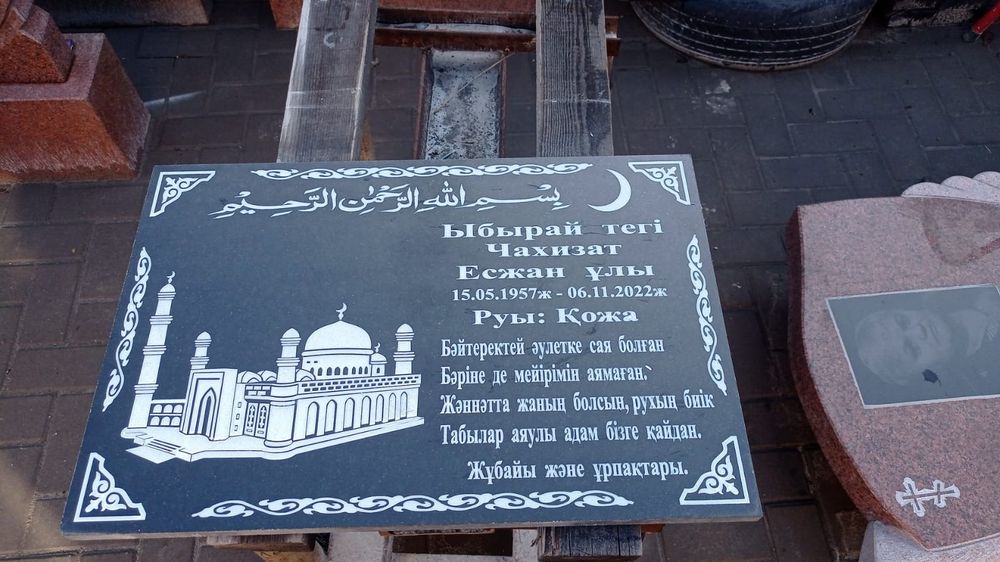 بِسْمِ اللهِ الرَّحْمٰنِ الرَّحِيْمِ
Ыбырай тегі
Чахизат
Есжан ұлы
15.05.1957ж - 06.11.2022ж
Руы: Қожа
Бәйтеректей әулетке сая болған
Бәріне де мейірімін аямаған.
Жәннәтта жаның болсын, рухың биік
Табылар аяулы адам бізге қайдан.
Жұбайы және ұрпақтары.